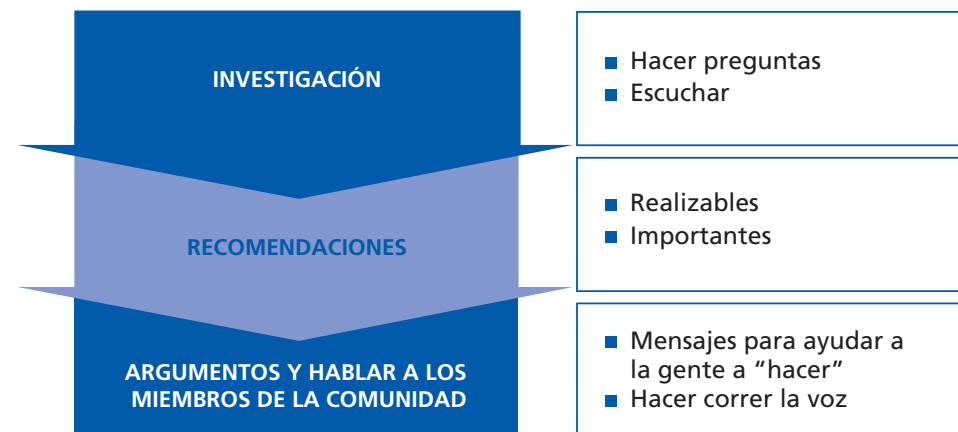 INVESTIGACIÓN
Hacer preguntas
Escuchar
RECOMENDACIONES
Realizables
Importantes
ARGUMENTOS Y HABLAR A LOS
MIEMBROS DE LA COMUNIDAD
Mensajes para ayudar a
la gente a “hacer”
Hacer correr la voz